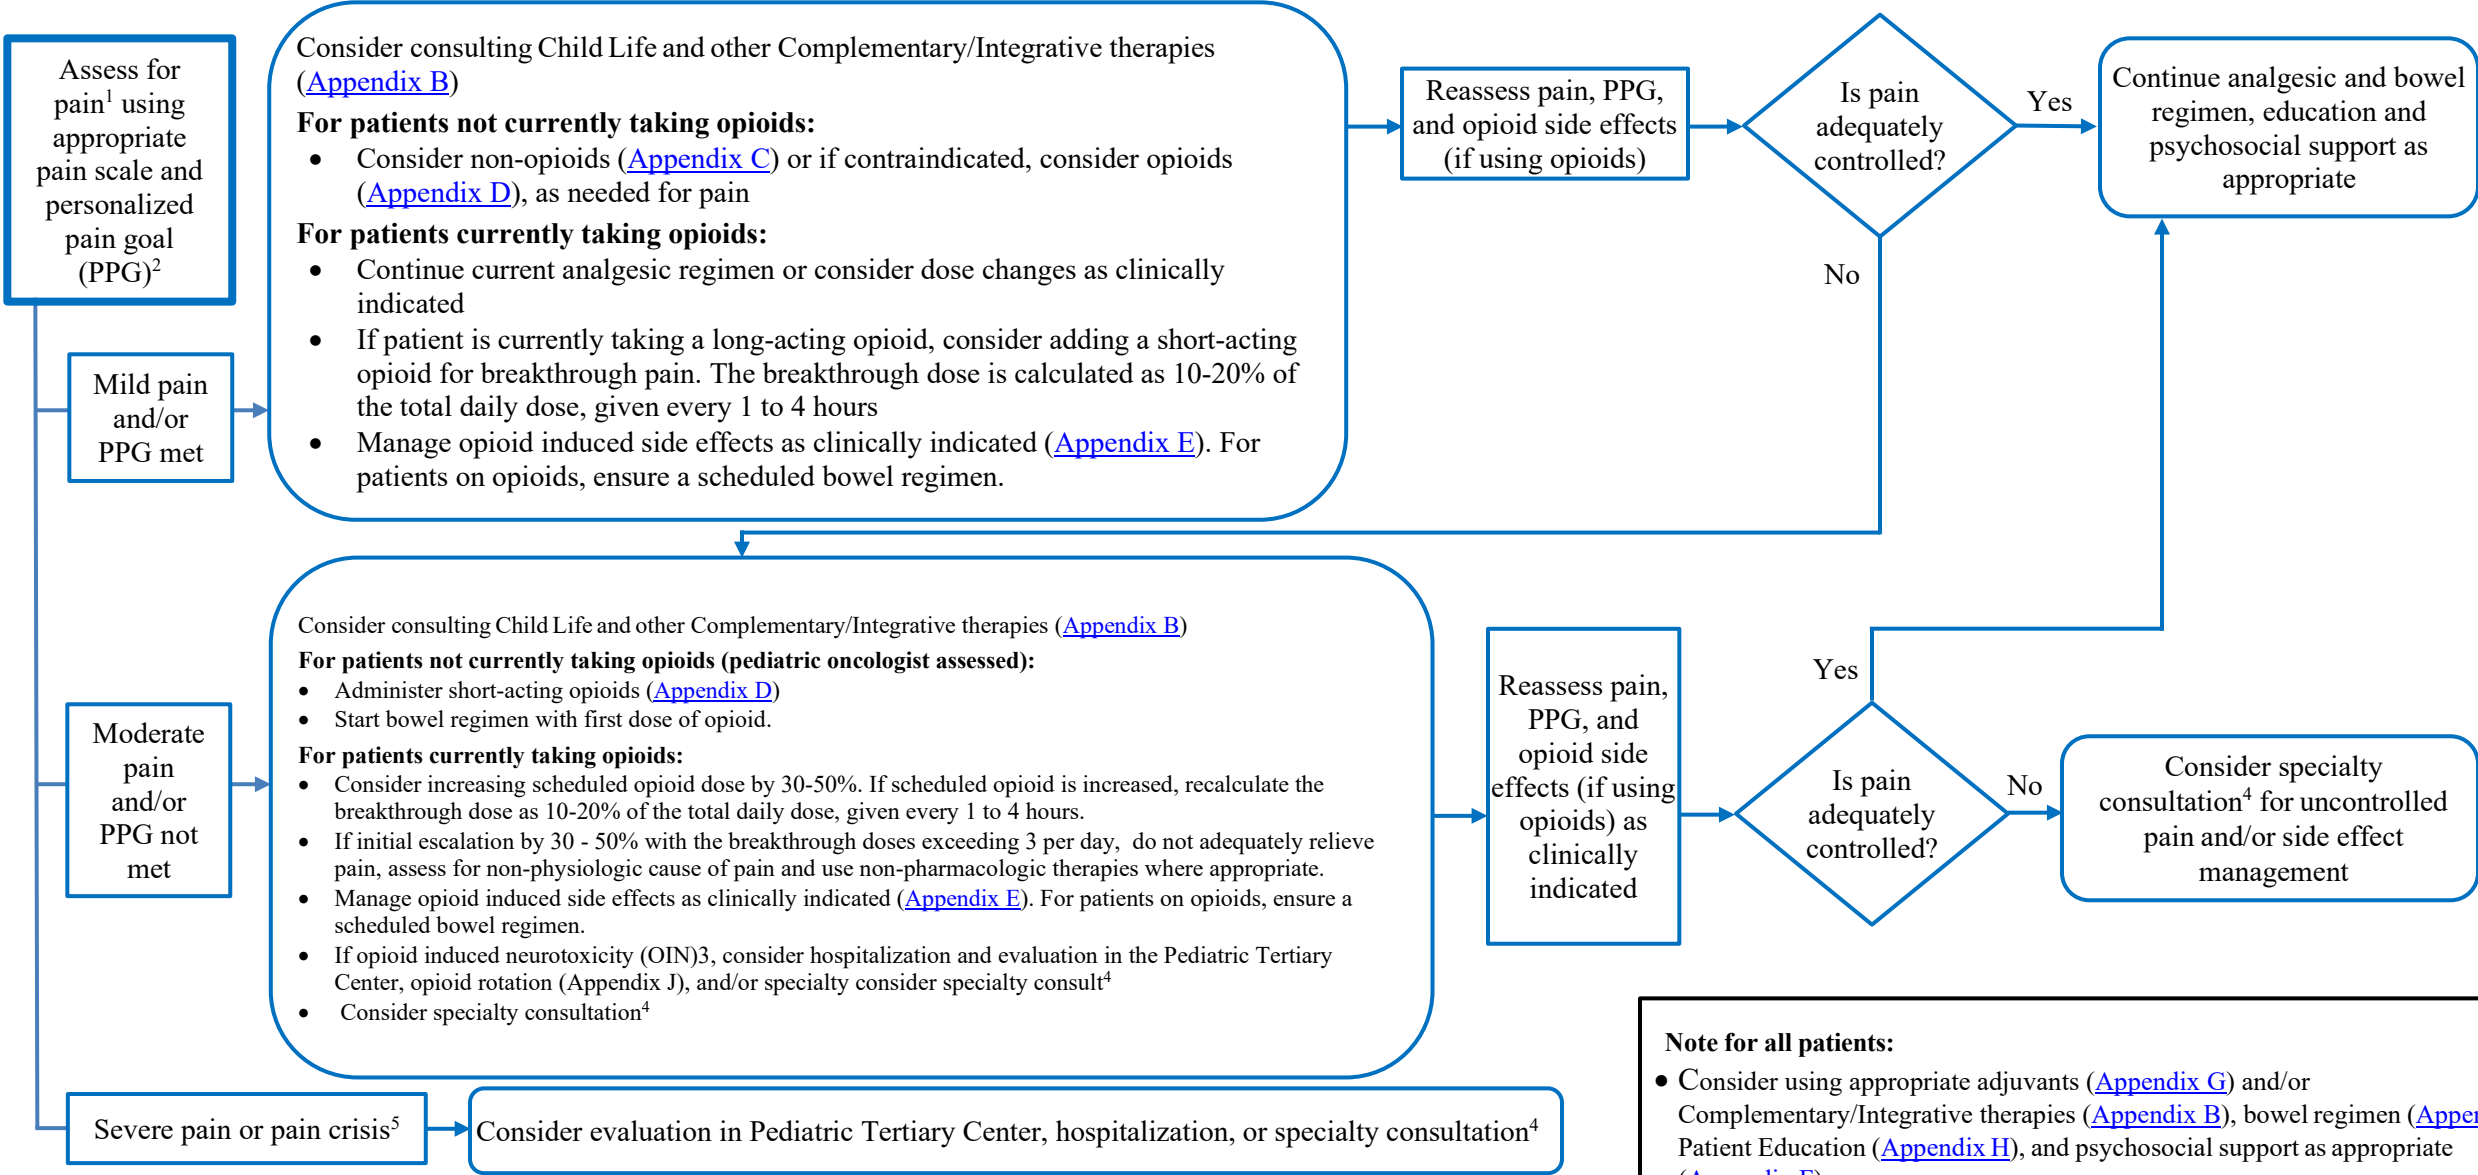 Assess for
pain1 using
appropriate
pain scale and
personalized
pain goal
(PPG)2
Mild pain
and/or
PPG met
Consider consulting Child Life and other Complementary/Integrative therapies
(Appendix B)
For patients not currently taking opioids:
• Consider non-opioids (Appendix C) or if contraindicated, consider opioids
(Appendix D), as needed for pain
For patients currently taking opioids:
• Continue current analgesic regimen or consider dose changes as clinically
indicated
• If patient is currently taking a long-acting opioid, consider adding a short-acting
opioid for breakthrough pain. The breakthrough dose is calculated as 10-20% of
the total daily dose, given every 1 to 4 hours
• Manage opioid induced side effects as clinically indicated (Appendix E). For
patients on opioids, ensure a scheduled bowel regimen.
Reassess pain, PPG,
and opioid side effects
(if using opioids)
Is pain
adequately
controlled?
Yes
No
Continue analgesic and bowel
regimen, education and
psychosocial support as
appropriate
Moderate
pain
and/or
PPG not
met
Consider consulting Child Life and other Complementary/Integrative therapies (Appendix B)
For patients not currently taking opioids (pediatric oncologist assessed):
• Administer short-acting opioids (Appendix D)
• Start bowel regimen with first dose of opioid.
For patients currently taking opioids:
• Consider increasing scheduled opioid dose by 30-50%. If scheduled opioid is increased, recalculate the
breakthrough dose as 10-20% of the total daily dose, given every 1 to 4 hours.
• If initial escalation by 30 - 50% with the breakthrough doses exceeding 3 per day, do not adequately relieve
pain, assess for non-physiologic cause of pain and use non-pharmacologic therapies where appropriate.
• Manage opioid induced side effects as clinically indicated (Appendix E). For patients on opioids, ensure a
scheduled bowel regimen.
• If opioid induced neurotoxicity (OIN)3, consider hospitalization and evaluation in the Pediatric Tertiary
Center, opioid rotation (Appendix J), and/or specialty consider specialty consult4
• Consider specialty consultation4
Reassess pain,
PPG, and
opioid side
effects (if using
opioids) as
clinically
indicated
Yes
Is pain
adequately
controlled?
No
Consider specialty
consultation4 for uncontrolled
pain and/or side effect
management
Severe pain or pain crisis5
Consider evaluation in Pediatric Tertiary Center, hospitalization, or specialty consultation4
Note for all patients:
• Consider using appropriate adjuvants (Appendix G) and/or
Complementary/Integrative therapies (Appendix B), bowel regimen
Patient Education (Appendix H), and psychosocial support as appropriate